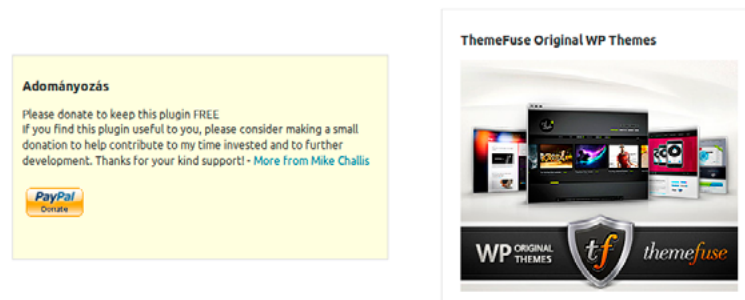 Adományozás
Please donate to keep this plugin FREE
If you find this plugin useful to you, please consider making a small
donation to help contribute to my time invested and to further
development. Thanks for your kind support! - More from Mike Challis
PayPal
Donate
ThemeFuse Original WP Themes
WP ORIGINAL
THEMES
tf
themefuse